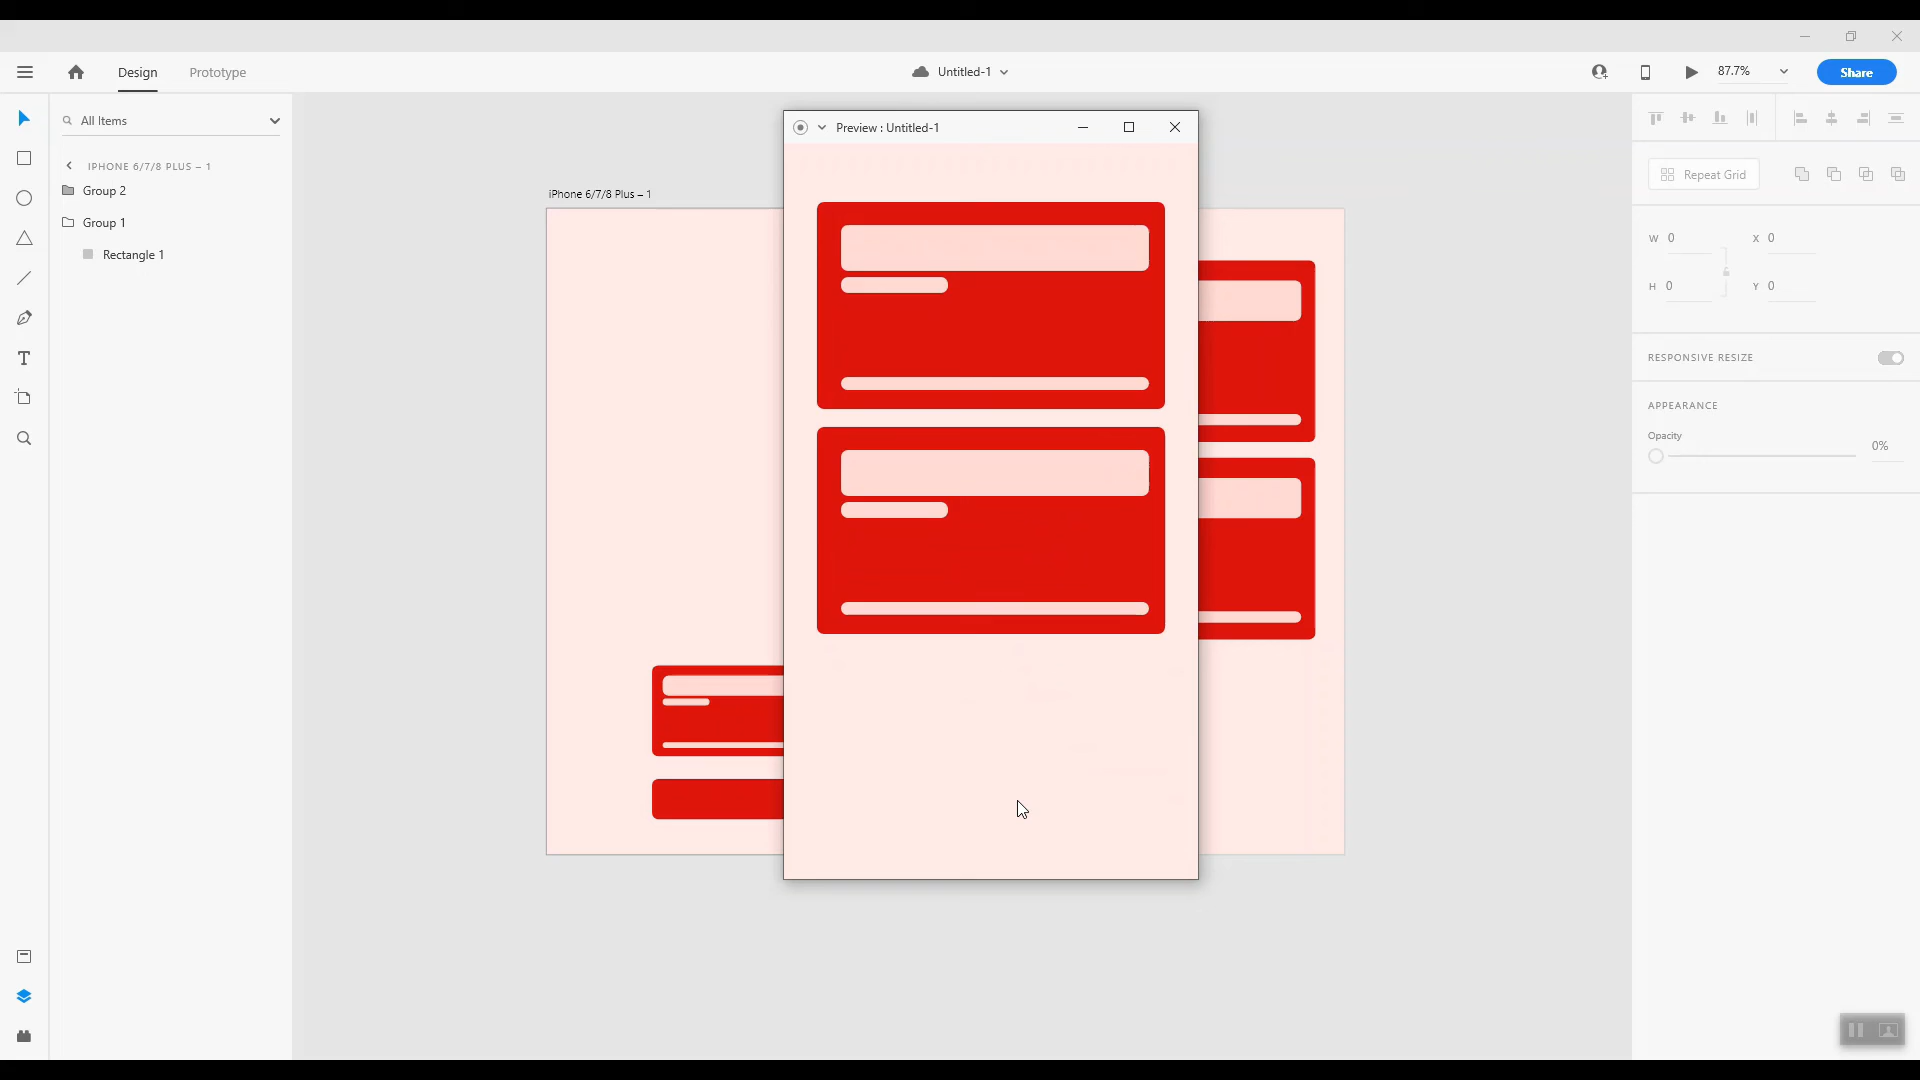 Design
Prototype
Untitled-1
87.7%
Share
All Items
IPHONE 6/7/8 PLUS – 1
Group 2
Group 1
Rectangle 1
iPhone 6/7/8 Plus – 1
Preview : Untitled-1
Repeat Grid
W 0
X 0
H 0
Y 0
RESPONSIVE RESIZE
APPEARANCE
Opacity
0%